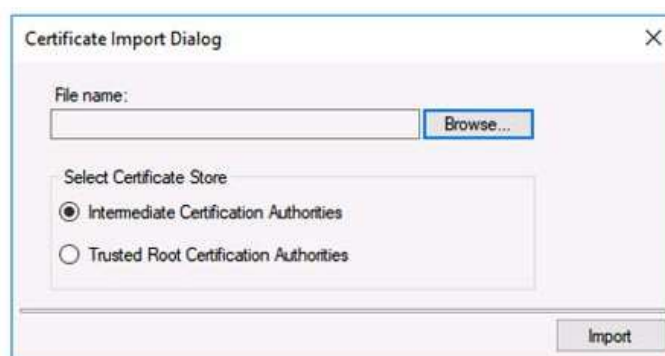 Certificate Import Dialog
File name:
Browse...
Select Certificate Store
Intermediate Certification Authorities
Trusted Root Certification Authorities
Import